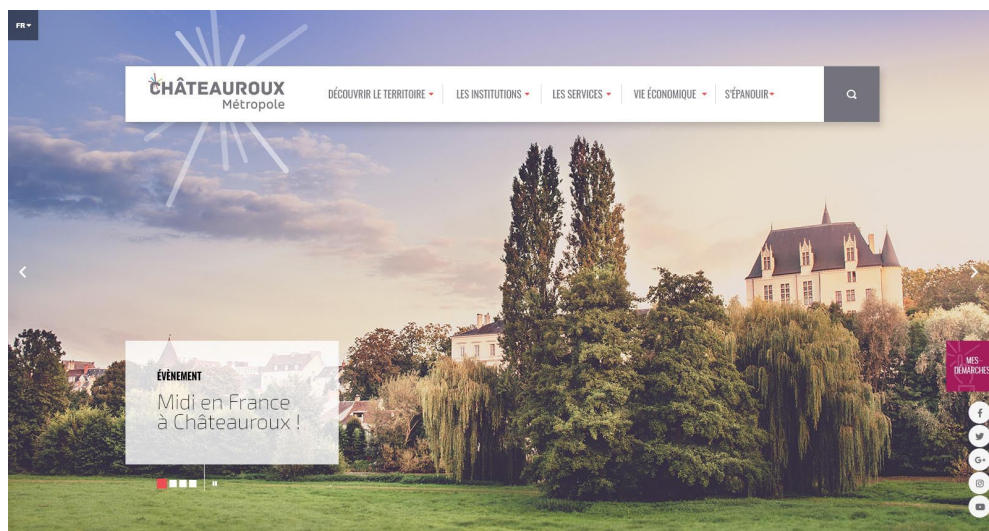 FR
CHÂTEAUROUX
Métropole
DÉCOUVRIR LE TERRITOIRE
LES INSTITUTIONS
LES SERVICES
VIE ÉCONOMIQUE
S'ÉPANOUIR
ÉVÈNEMENT
Midi en France
à Châteauroux !
MES
DÉMARCHES
G+